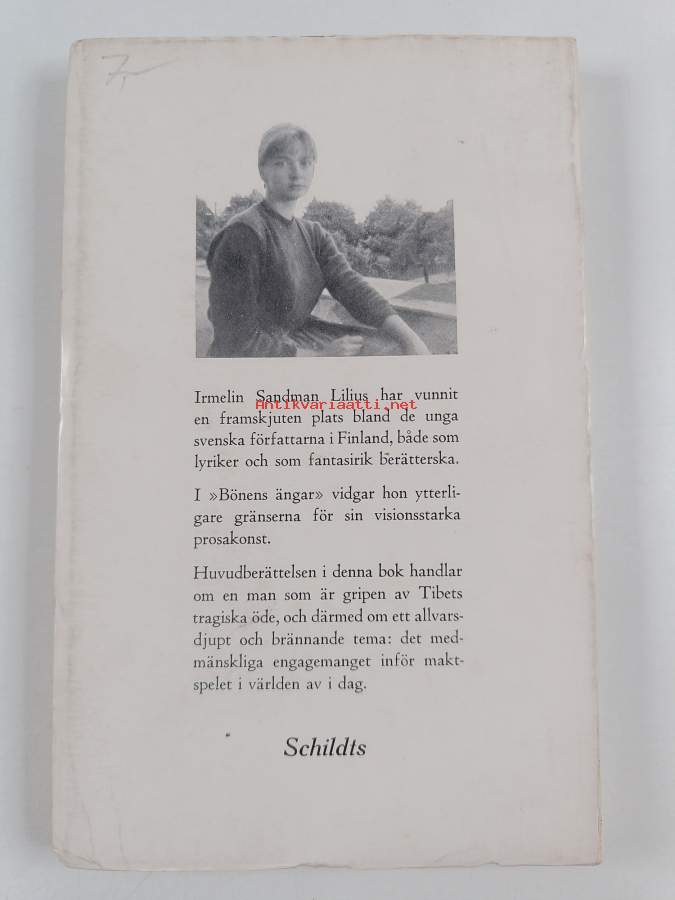 7,-
Irmelin Sandman Lilius har vunnit
Antikvariaatti.net
en framskjuten plats bland de unga
svenska författarna i Finland, både som
lyriker och som fantasirik berätterska.
I »Bönens ängar» vidgar hon ytterli-
gare gränserna för sin visionsstarka
prosakonst.
Huvudberättelsen i denna bok handlar
om en man som är gripen av Tibets
tragiska öde, och därmed om ett allvars-
djupt och brännande tema: det med-
mänskliga engagemanget inför makt-
spelet i världen av i dag.
Schildts